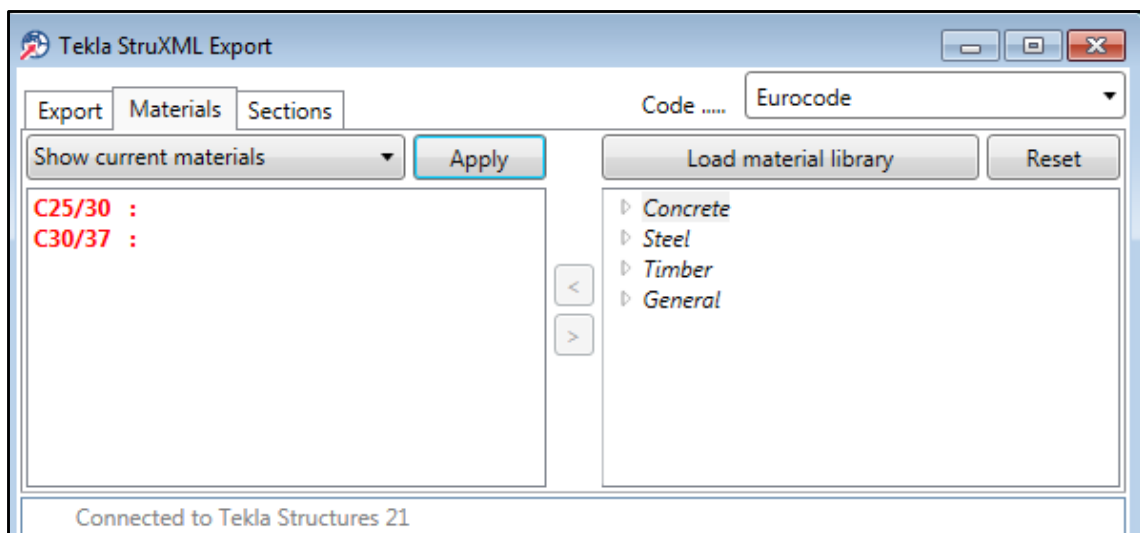 Tekla StruXML Export
Export Materials Sections Code ..... Eurocode
Show current materials Apply Load material library Reset
C25/30 :
C30/37 :
Concrete
Steel
Timber
General
<
>
Connected to Tekla Structures 21